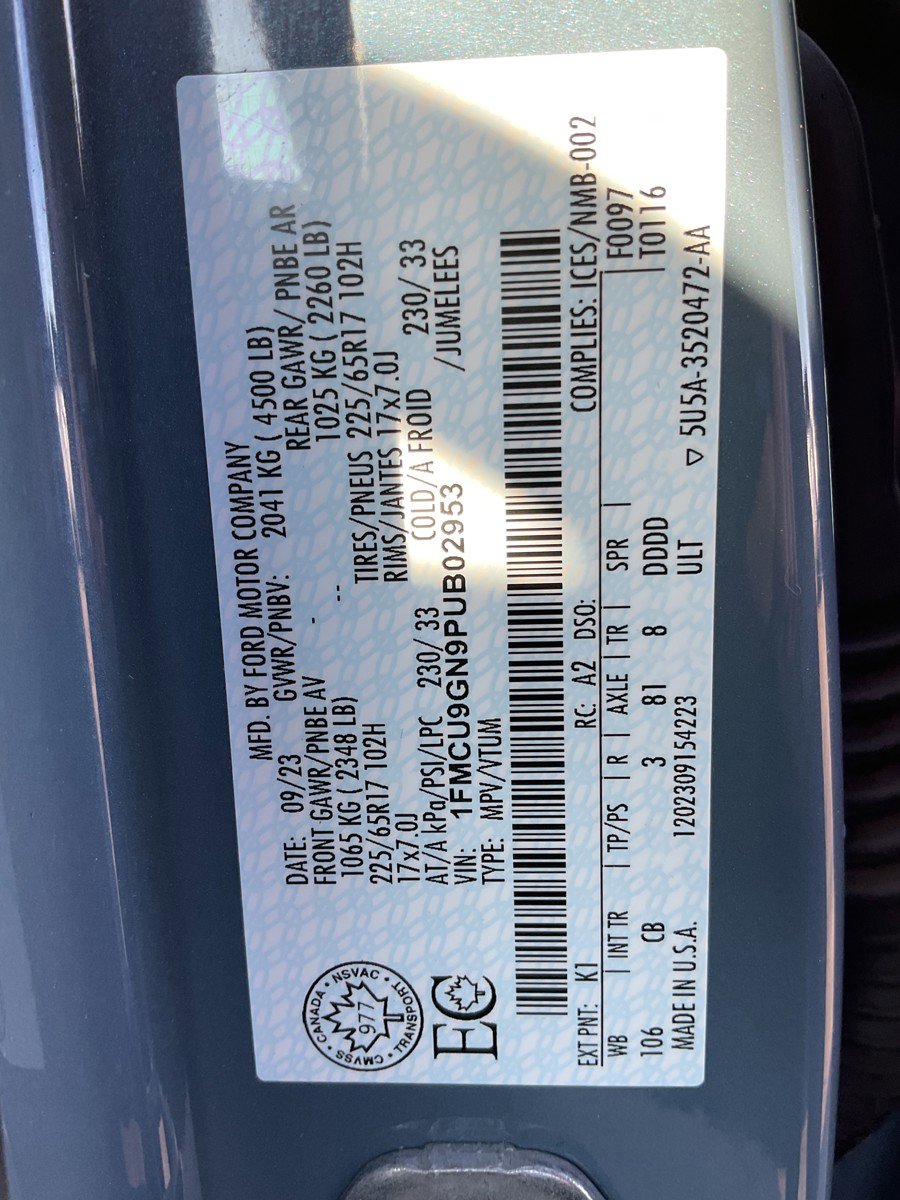 MFD. BY FORD MOTOR COMPANY
DATE: 09/23 GVWR/PNBV: 2041 KG ( 4500 LB)
FRONT GAWR/PNBE AV - -- REAR GAWR/ PNBE AR
1065 KG ( 2348 LB) 1025 KG ( 2260 LB)
225/65R17 102H TIRES/PNEUS 225/65R17 102H
17x7.0J RIMS/JANTES 17x7.0J
AT/A kPa/PSI/LPC 230/ 33 COLD/A FROID 230/ 33
VIN: 1FMCU9GN9PUB02953 /JUMELEES
TYPE: MPV/VTUM
CANADA • NSVAC • TRANSPORT • CMVSS •
977
EC
EXT PNT: K1 RC: A2 DSO: COMPLIES: ICES/NMB-002
WB | INT TR | TP/PS | R | AXLE | TR | SPR | F0097
106 CB 3 81 8 DDDD | T0116
MADE IN U.S.A. ULT
1202309154223 ▽ 5U5A-3520472-AA